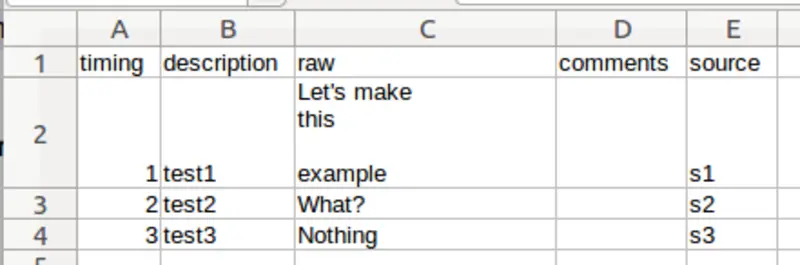 A B C D E
1 timing description raw comments source
Let's make
this
2
1 test1 example s1
3 2 test2 What? s2
4 3 test3 Nothing s3